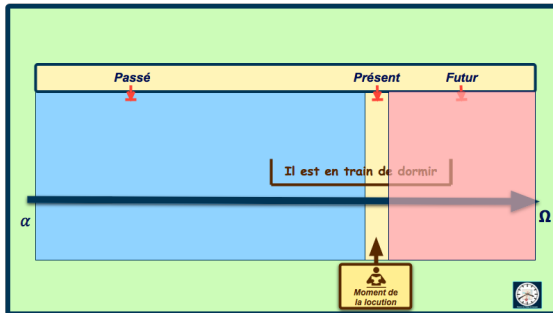 Passé Présent Futur
Il est en train de dormir
α Ω
Moment de
la locution